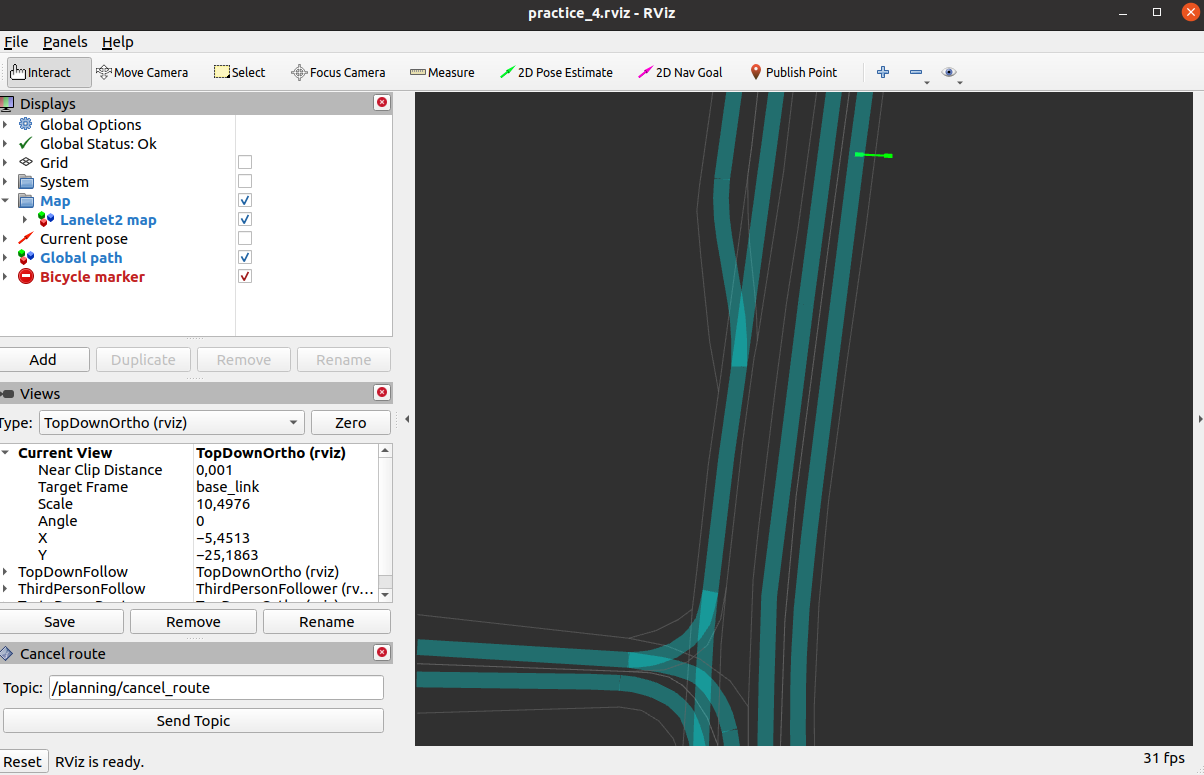 practice_4.rviz - RViz
File Panels Help
Interact Move Camera Select Focus Camera Measure 2D Pose Estimate 2D Nav Goal Publish Point
Displays
Global Options
Global Status: Ok
Grid
System
Map
Lanelet2 map
Current pose
Global path
Bicycle marker
Add Duplicate Remove Rename
Views
Type: TopDownOrtho (rviz) Zero
Current View TopDownOrtho (rviz)
Near Clip Distance 0,001
Target Frame base_link
Scale 10,4976
Angle 0
X −5,4513
Y −25,1863
TopDownFollow TopDownOrtho (rviz)
ThirdPersonFollow ThirdPersonFollower (rv...
Save Remove Rename
Cancel route
Topic: /planning/cancel_route
Send Topic
Reset RViz is ready. 31 fps